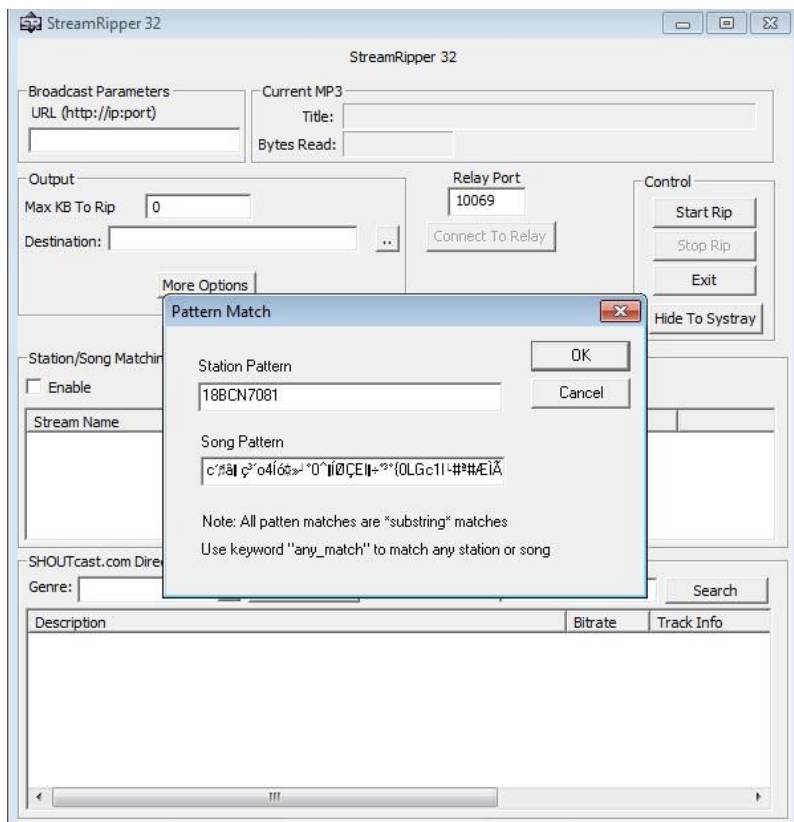 StreamRipper 32
StreamRipper 32
Broadcast Parameters
URL (http://ip:port)
Current MP3
Title:
Bytes Read:
Output
Max KB To Rip 0
Destination: ..
More Options
Relay Port
10069
Connect To Relay
Control
Start Rip
Stop Rip
Exit
Hide To Systray
Pattern Match
Station Pattern
18BCN7081
OK
Cancel
Song Pattern
Note: All patten matches are *substring* matches
Use keyword "any_match" to match any station or song
Station/Song Matchin
Enable
Stream Name
SHOUTcast.com Direc
Genre:
Search
Description Bitrate Track Info